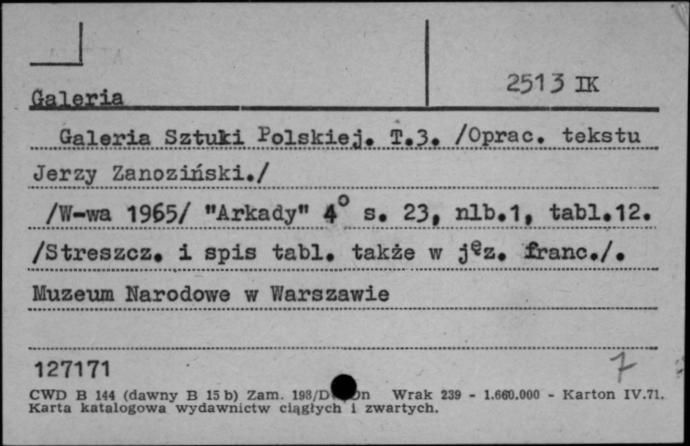 2513 IK
Galeria
Galeria Sztuki Polskiej. T.3. /Oprac. tekstu
Jerzy Zanoziński./
/W-wa 1965/ "Arkady" 4° s. 23, nlb.1, tabl.12.
/Streszcz. i spis tabl. także w jęz. franc./.
Muzeum Narodowe w Warszawie
127171 7
CWD B 144 (dawny B 15 b) Zam. Wrak 239 - 1.660.000 - Karton IV.71.
Karta katalogowa wydawnictw ciągłych i zwartych.